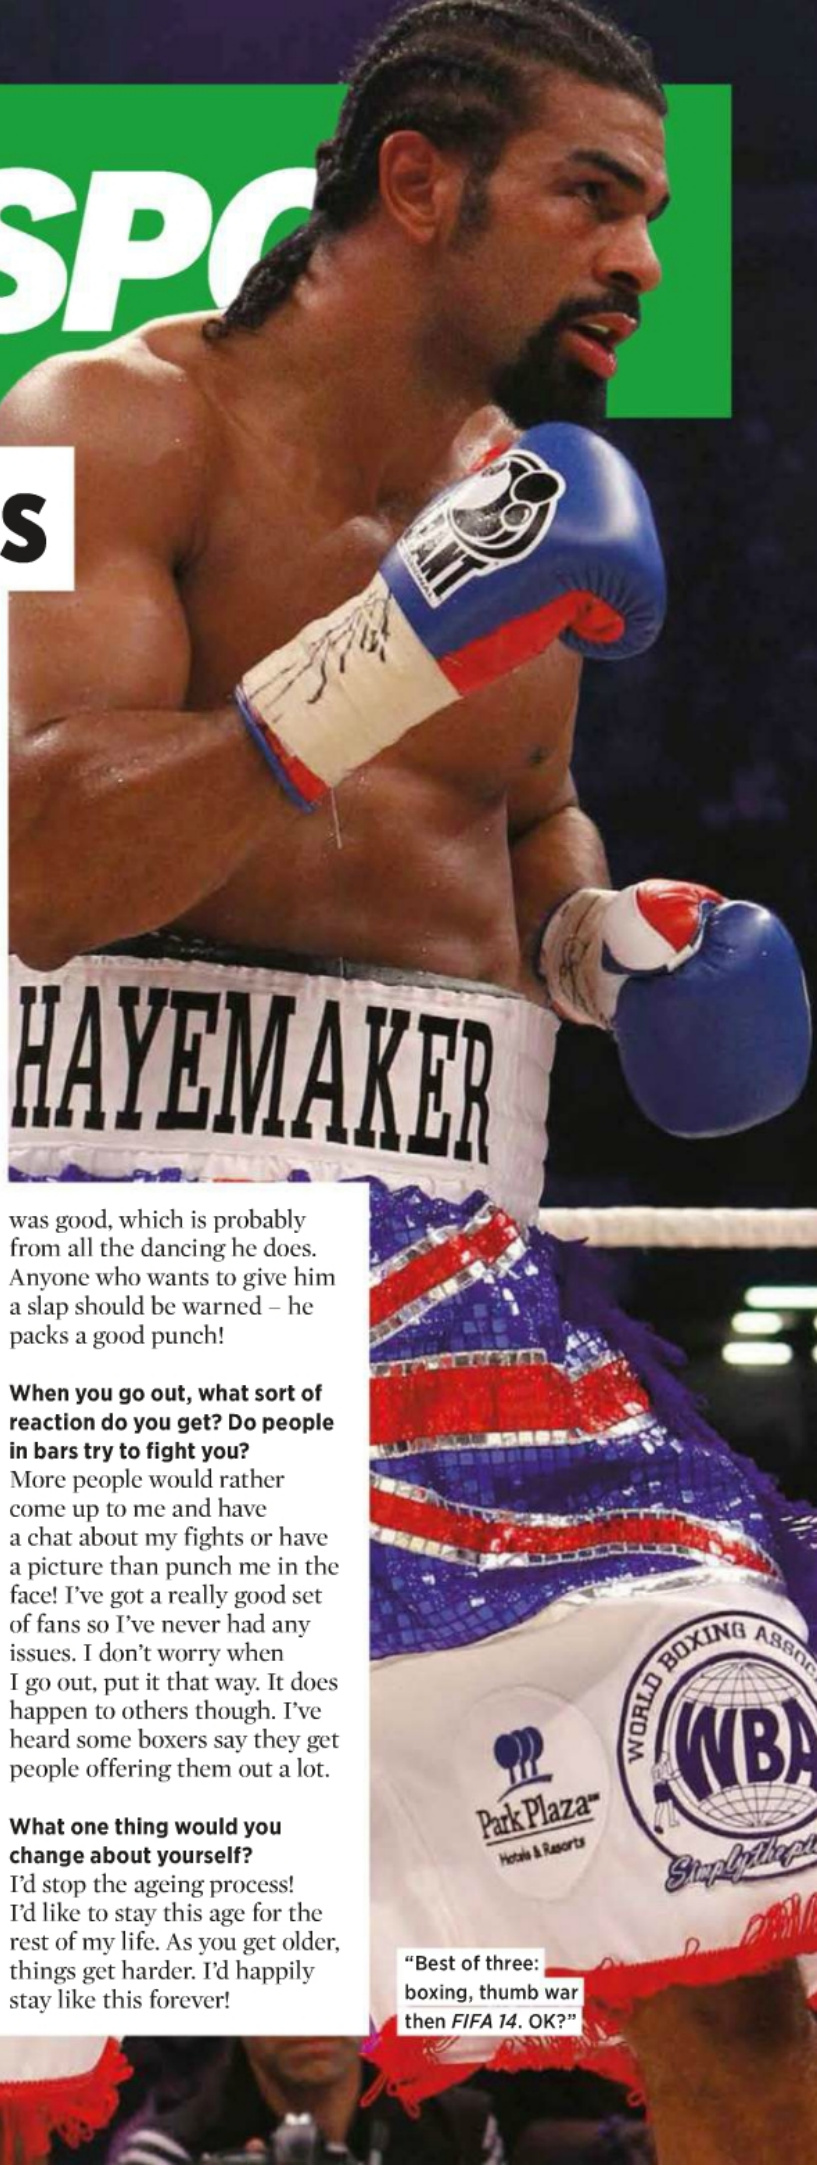 SPO
S
GRANT
HAYEMAKER
was good, which is probably
from all the dancing he does.
Anyone who wants to give him
a slap should be warned – he
packs a good punch!
When you go out, what sort of
reaction do you get? Do people
in bars try to fight you?
More people would rather
come up to me and have
a chat about my fights or have
a picture than punch me in the
face! I've got a really good set
of fans so I've never had any
issues. I don't worry when
I go out, put it that way. It does
happen to others though. I've
heard some boxers say they get
people offering them out a lot.
What one thing would you
change about yourself?
I'd stop the ageing process!
I'd like to stay this age for the
rest of my life. As you get older,
things get harder. I'd happily
stay like this forever!
WORLD BOXING ASSOC
WBA
Simply the pi
Park Plaza
Hotels & Resorts
“Best of three:
boxing, thumb war
then FIFA 14. OK?”